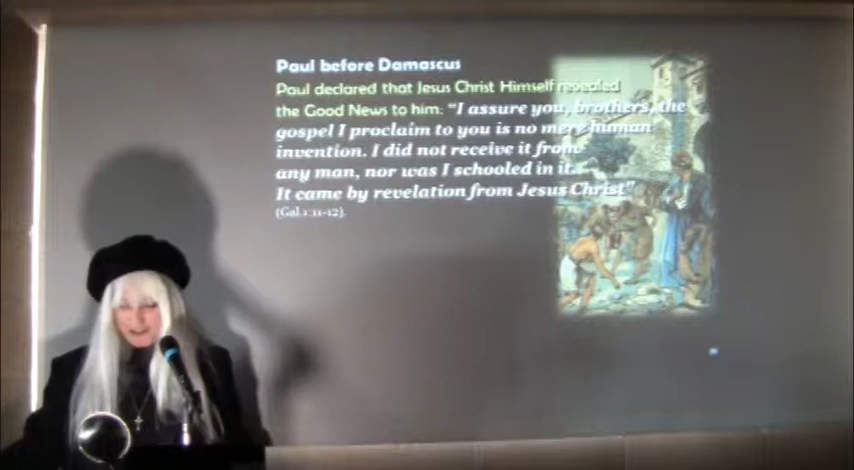 Paul before Damascus
Paul declared that Jesus Christ Himself revealed
the Good News to him: “I assure you, brothers, the
gospel I proclaim to you is no mere human
invention. I did not receive it from
any man, nor was I schooled in it.
It came by revelation from Jesus Christ”
(Gal 1:11-12).